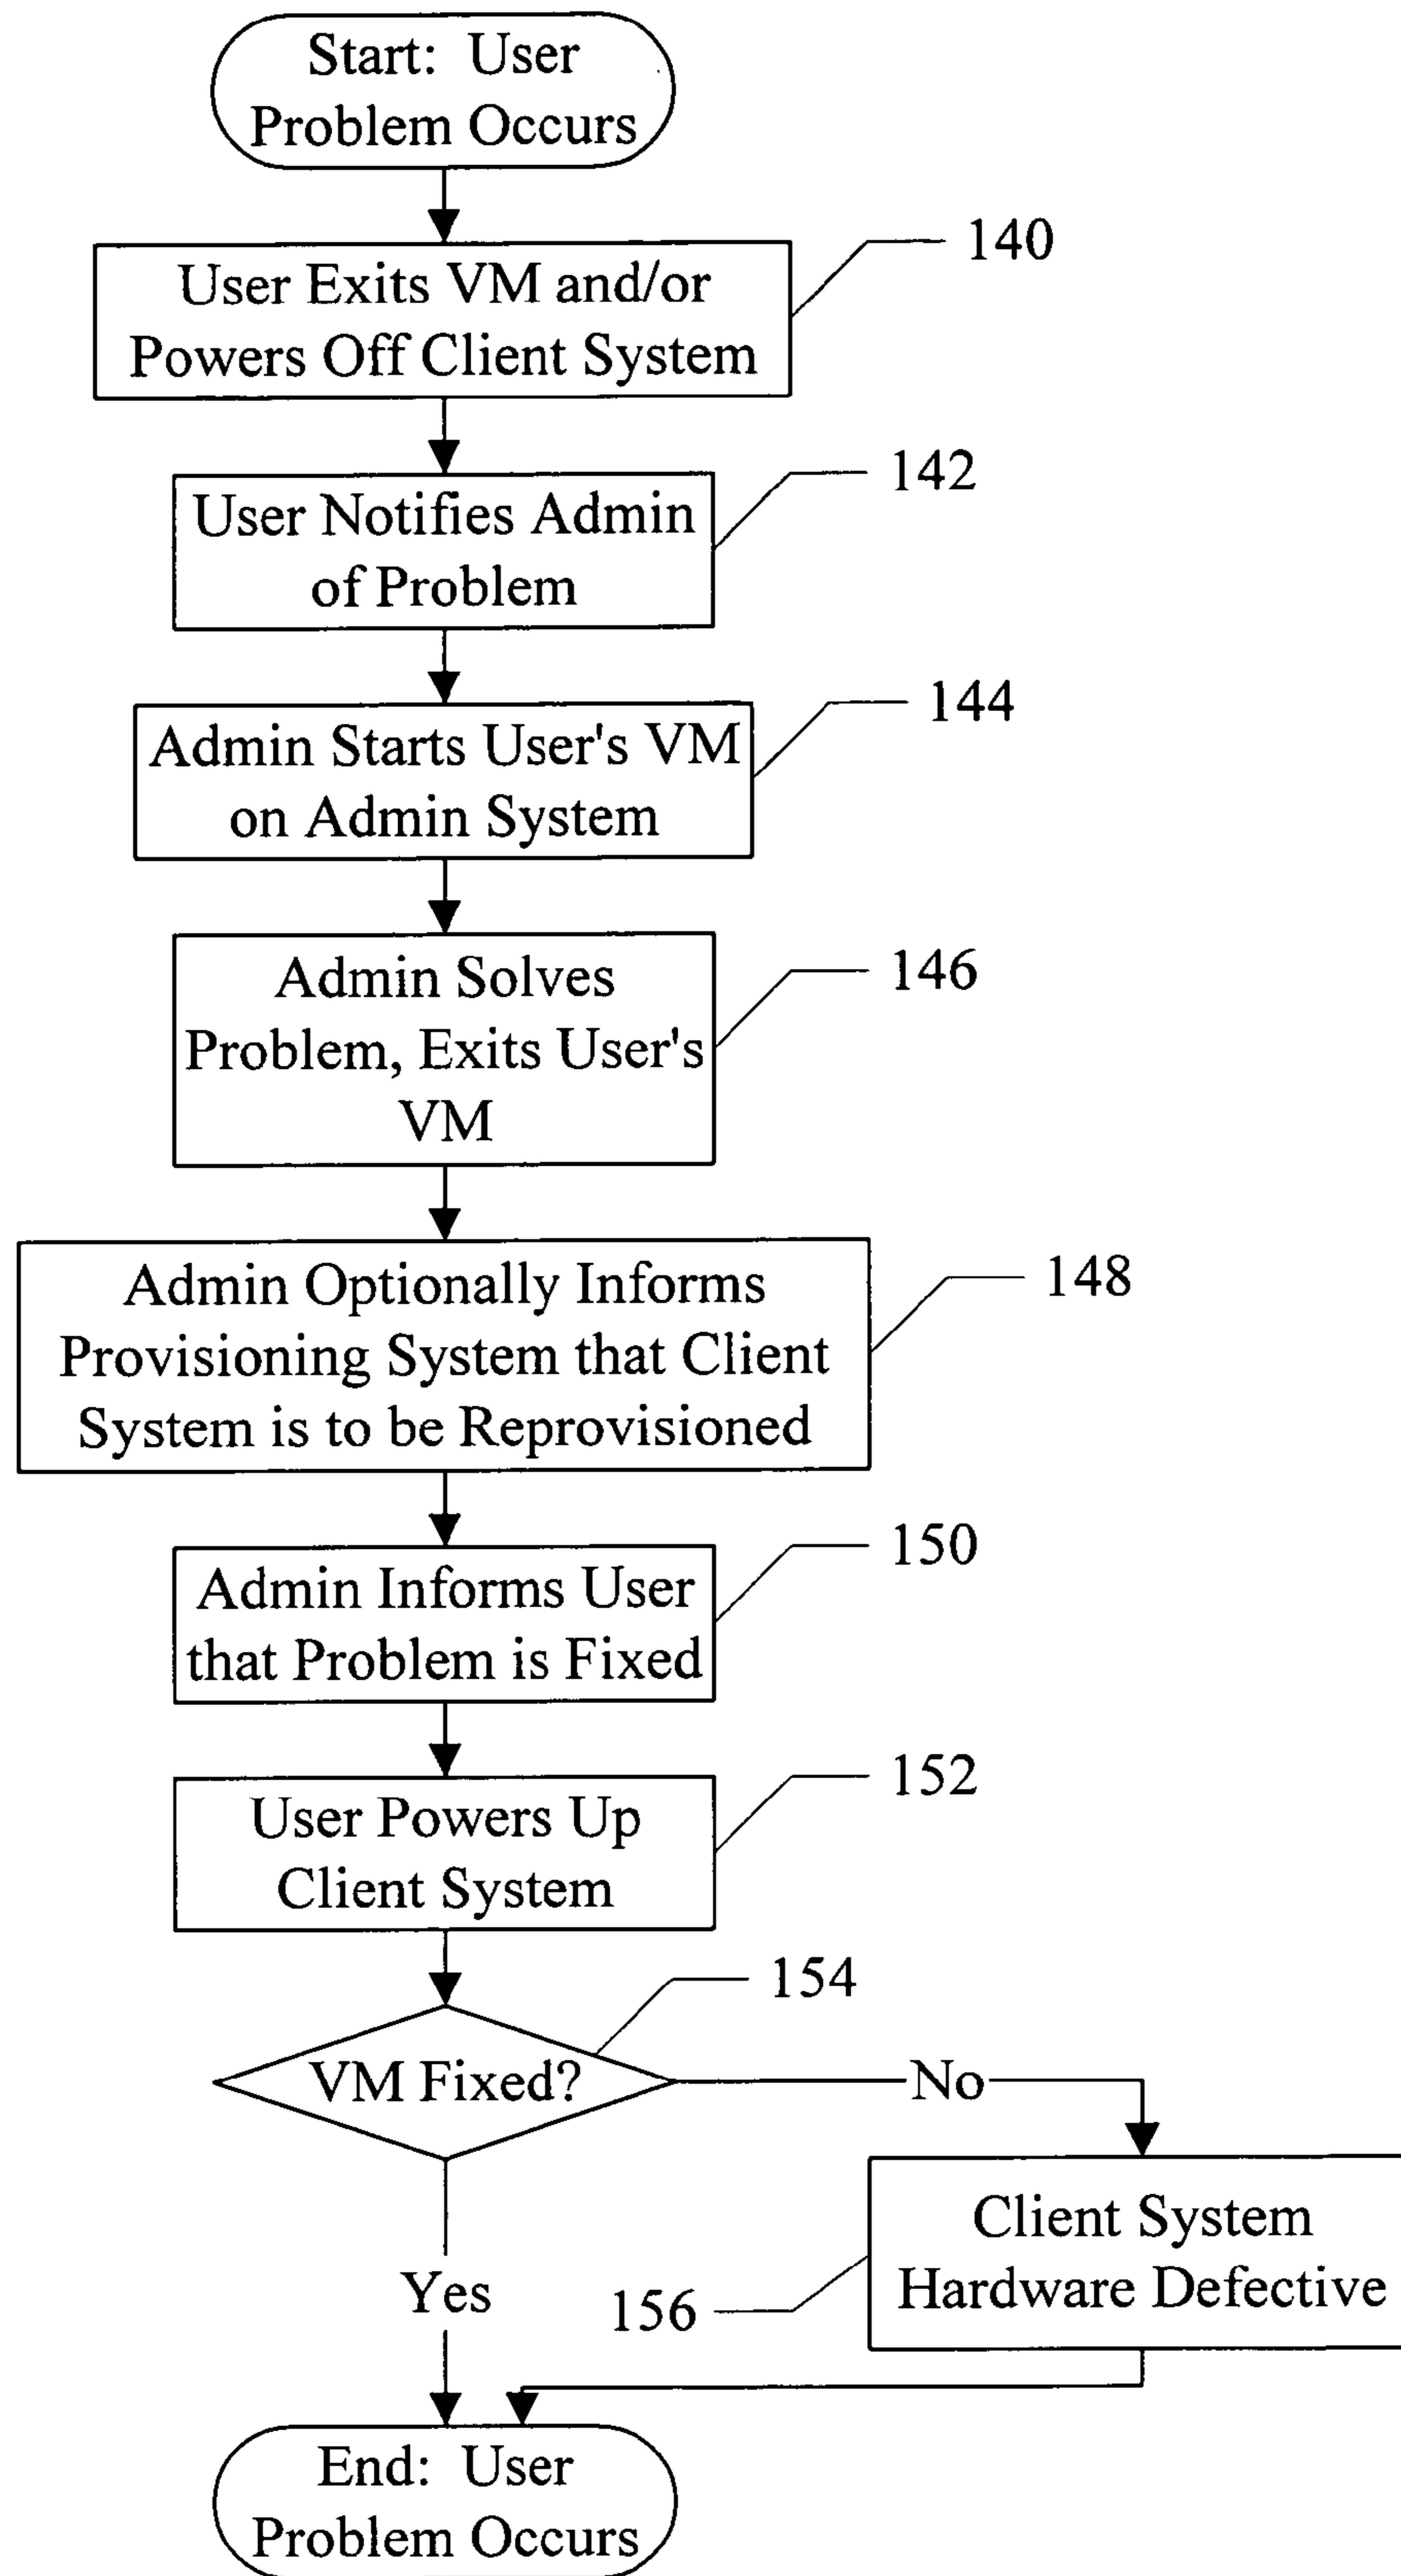 Start: User
Problem Occurs
140
User Exits VM and/or
Powers Off Client System
142
User Notifies Admin
of Problem
144
Admin Starts User's VM
on Admin System
146
Admin Solves
Problem, Exits User's
VM
148
Admin Optionally Informs
Provisioning System that Client
System is to be Reprovisioned
150
Admin Informs User
that Problem is Fixed
152
User Powers Up
Client System
154
VM Fixed?
No
Yes
Client System
Hardware Defective
156
End: User
Problem Occurs